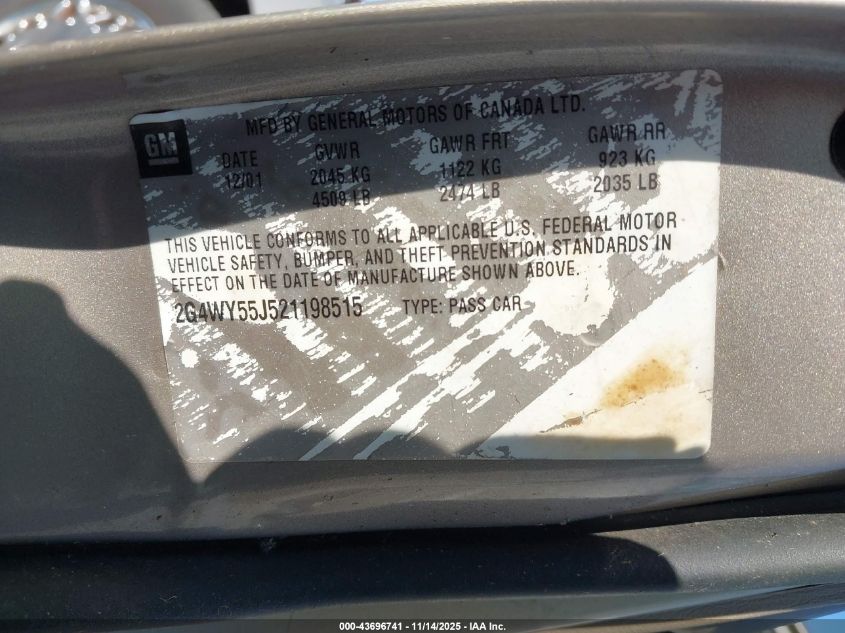 MFD BY GENERAL MOTORS OF CANADA LTD.
GM
DATE GVWR GAWR FRT GAWR RR
12/01 2045 KG 1122 KG 923 KG
4509 LB 2474 LB 2035 LB
THIS VEHICLE CONFORMS TO ALL APPLICABLE U.S. FEDERAL MOTOR
VEHICLE SAFETY, BUMPER, AND THEFT PREVENTION STANDARDS IN
EFFECT ON THE DATE OF MANUFACTURE SHOWN ABOVE.
2G4WY55J521198515 TYPE: PASS CAR
000-43696741 | 11/14/2025 - IAA Inc.